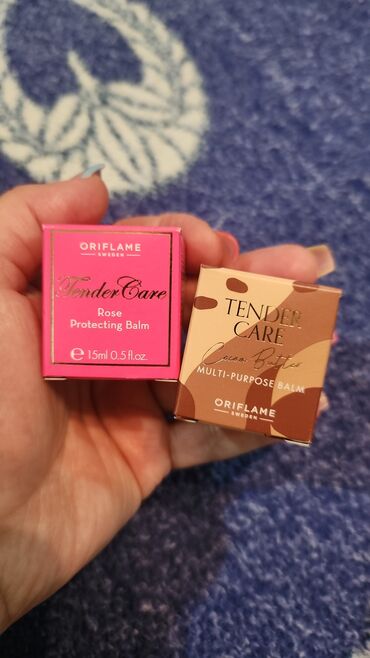 ORIFLAME
SWEDEN
Tender Care
Rose
Protecting Balm
℮ 15ml 0.5 fl.oz.
TENDER
CARE
Cocoa Butter
MULTI-PURPOSE BALM
ORIFLAME
SWEDEN